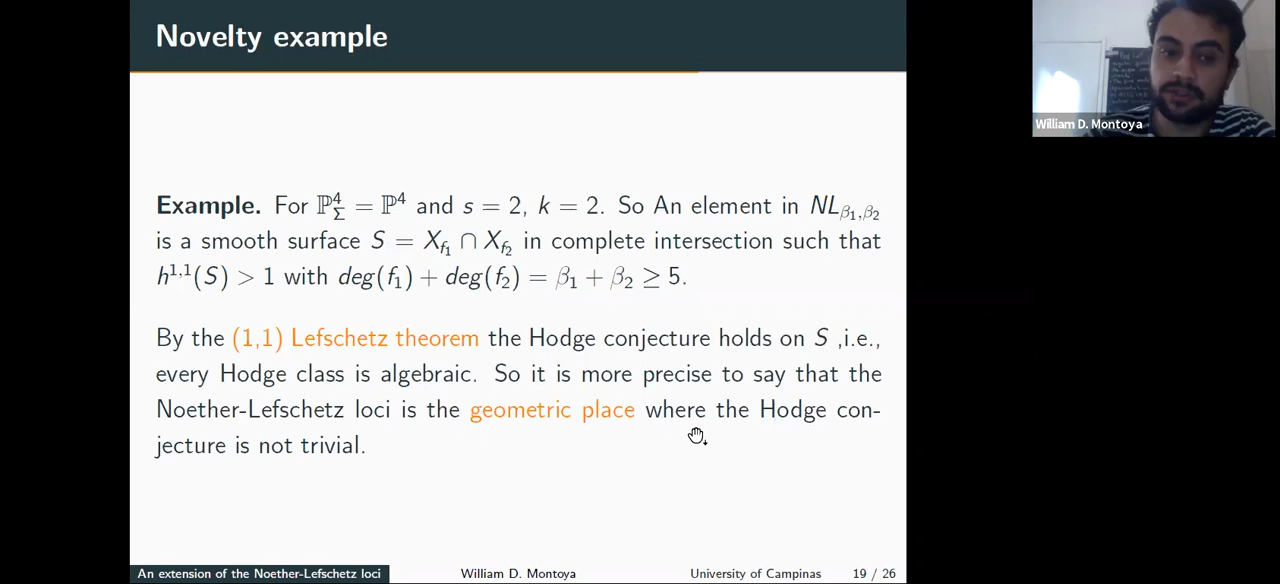 Novelty example
William D. Montoya
Example. For ℙ⁴_Σ = ℙ⁴ and s = 2, k = 2. So An element in NL_{β₁,β₂}
is a smooth surface S = X_{f₁} ∩ X_{f₂} in complete intersection such that
h^{1,1}(S) > 1 with deg(f₁) + deg(f₂) = β₁ + β₂ ≥ 5.
By the (1,1) Lefschetz theorem the Hodge conjecture holds on S ,i.e.,
every Hodge class is algebraic. So it is more precise to say that the
Noether-Lefschetz loci is the geometric place where the Hodge con-
jecture is not trivial.
An extension of the Noether-Lefschetz loci William D. Montoya University of Campinas 19 / 26